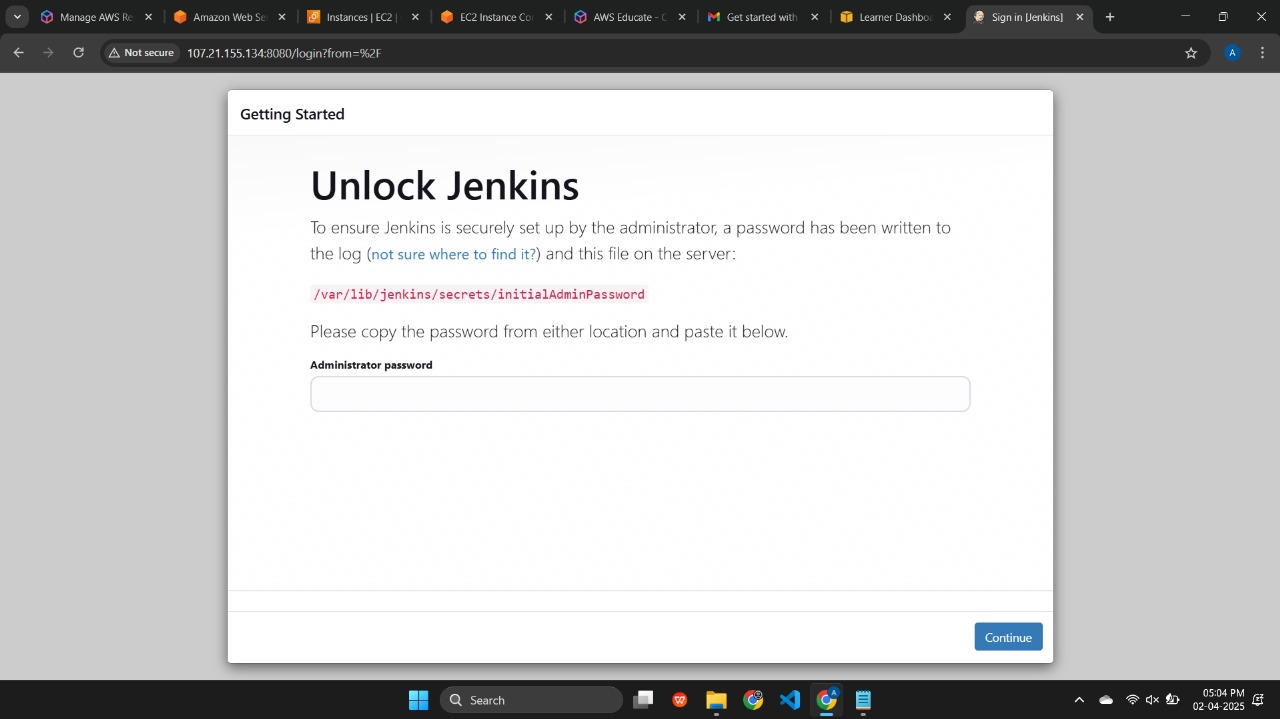 Manage AWS Re
Amazon Web Se
Instances | EC2 |
EC2 Instance Co
AWS Educate - C
Get started with
Learner Dashboa
Sign in [Jenkins]
Not secure
107.21.155.134:8080/login?from=%2F
A
Getting Started
Unlock Jenkins
To ensure Jenkins is securely set up by the administrator, a password has been written to
the log (not sure where to find it?) and this file on the server:
/var/lib/jenkins/secrets/initialAdminPassword
Please copy the password from either location and paste it below.
Administrator password
Continue
Search
A
05:04 PM
02-04-2025